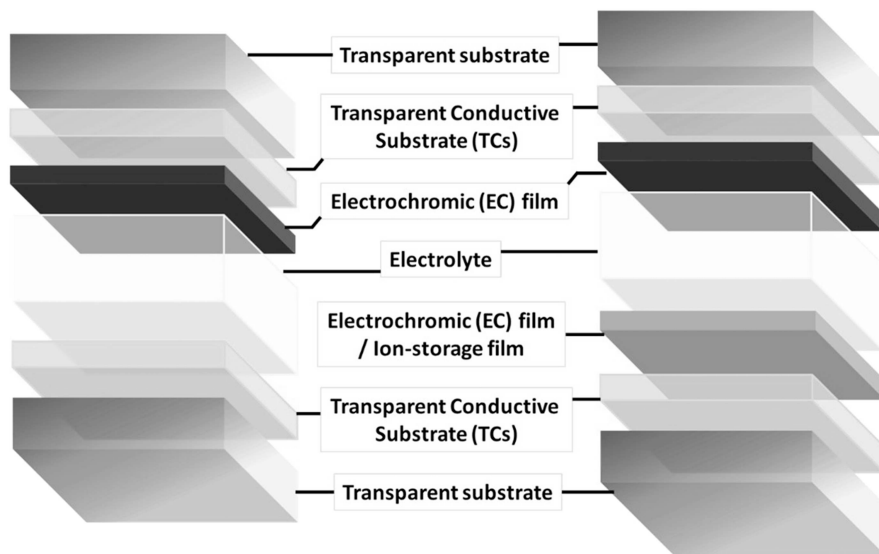 Transparent substrate
Transparent Conductive
Substrate (TCs)
Electrochromic (EC) film
Electrolyte
Electrochromic (EC) film
/ Ion-storage film
Transparent Conductive
Substrate (TCs)
Transparent substrate